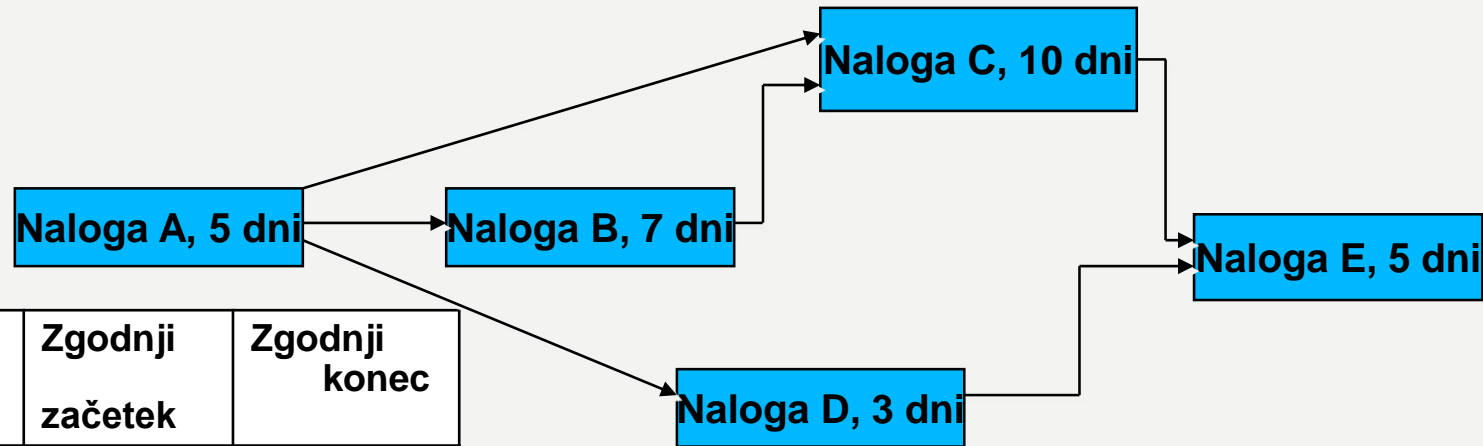 Naloga C, 10 dni
Naloga A, 5 dni
Naloga B, 7 dni
Naloga E, 5 dni
Zgodnji
začetek
Zgodnji
konec
Naloga D, 3 dni